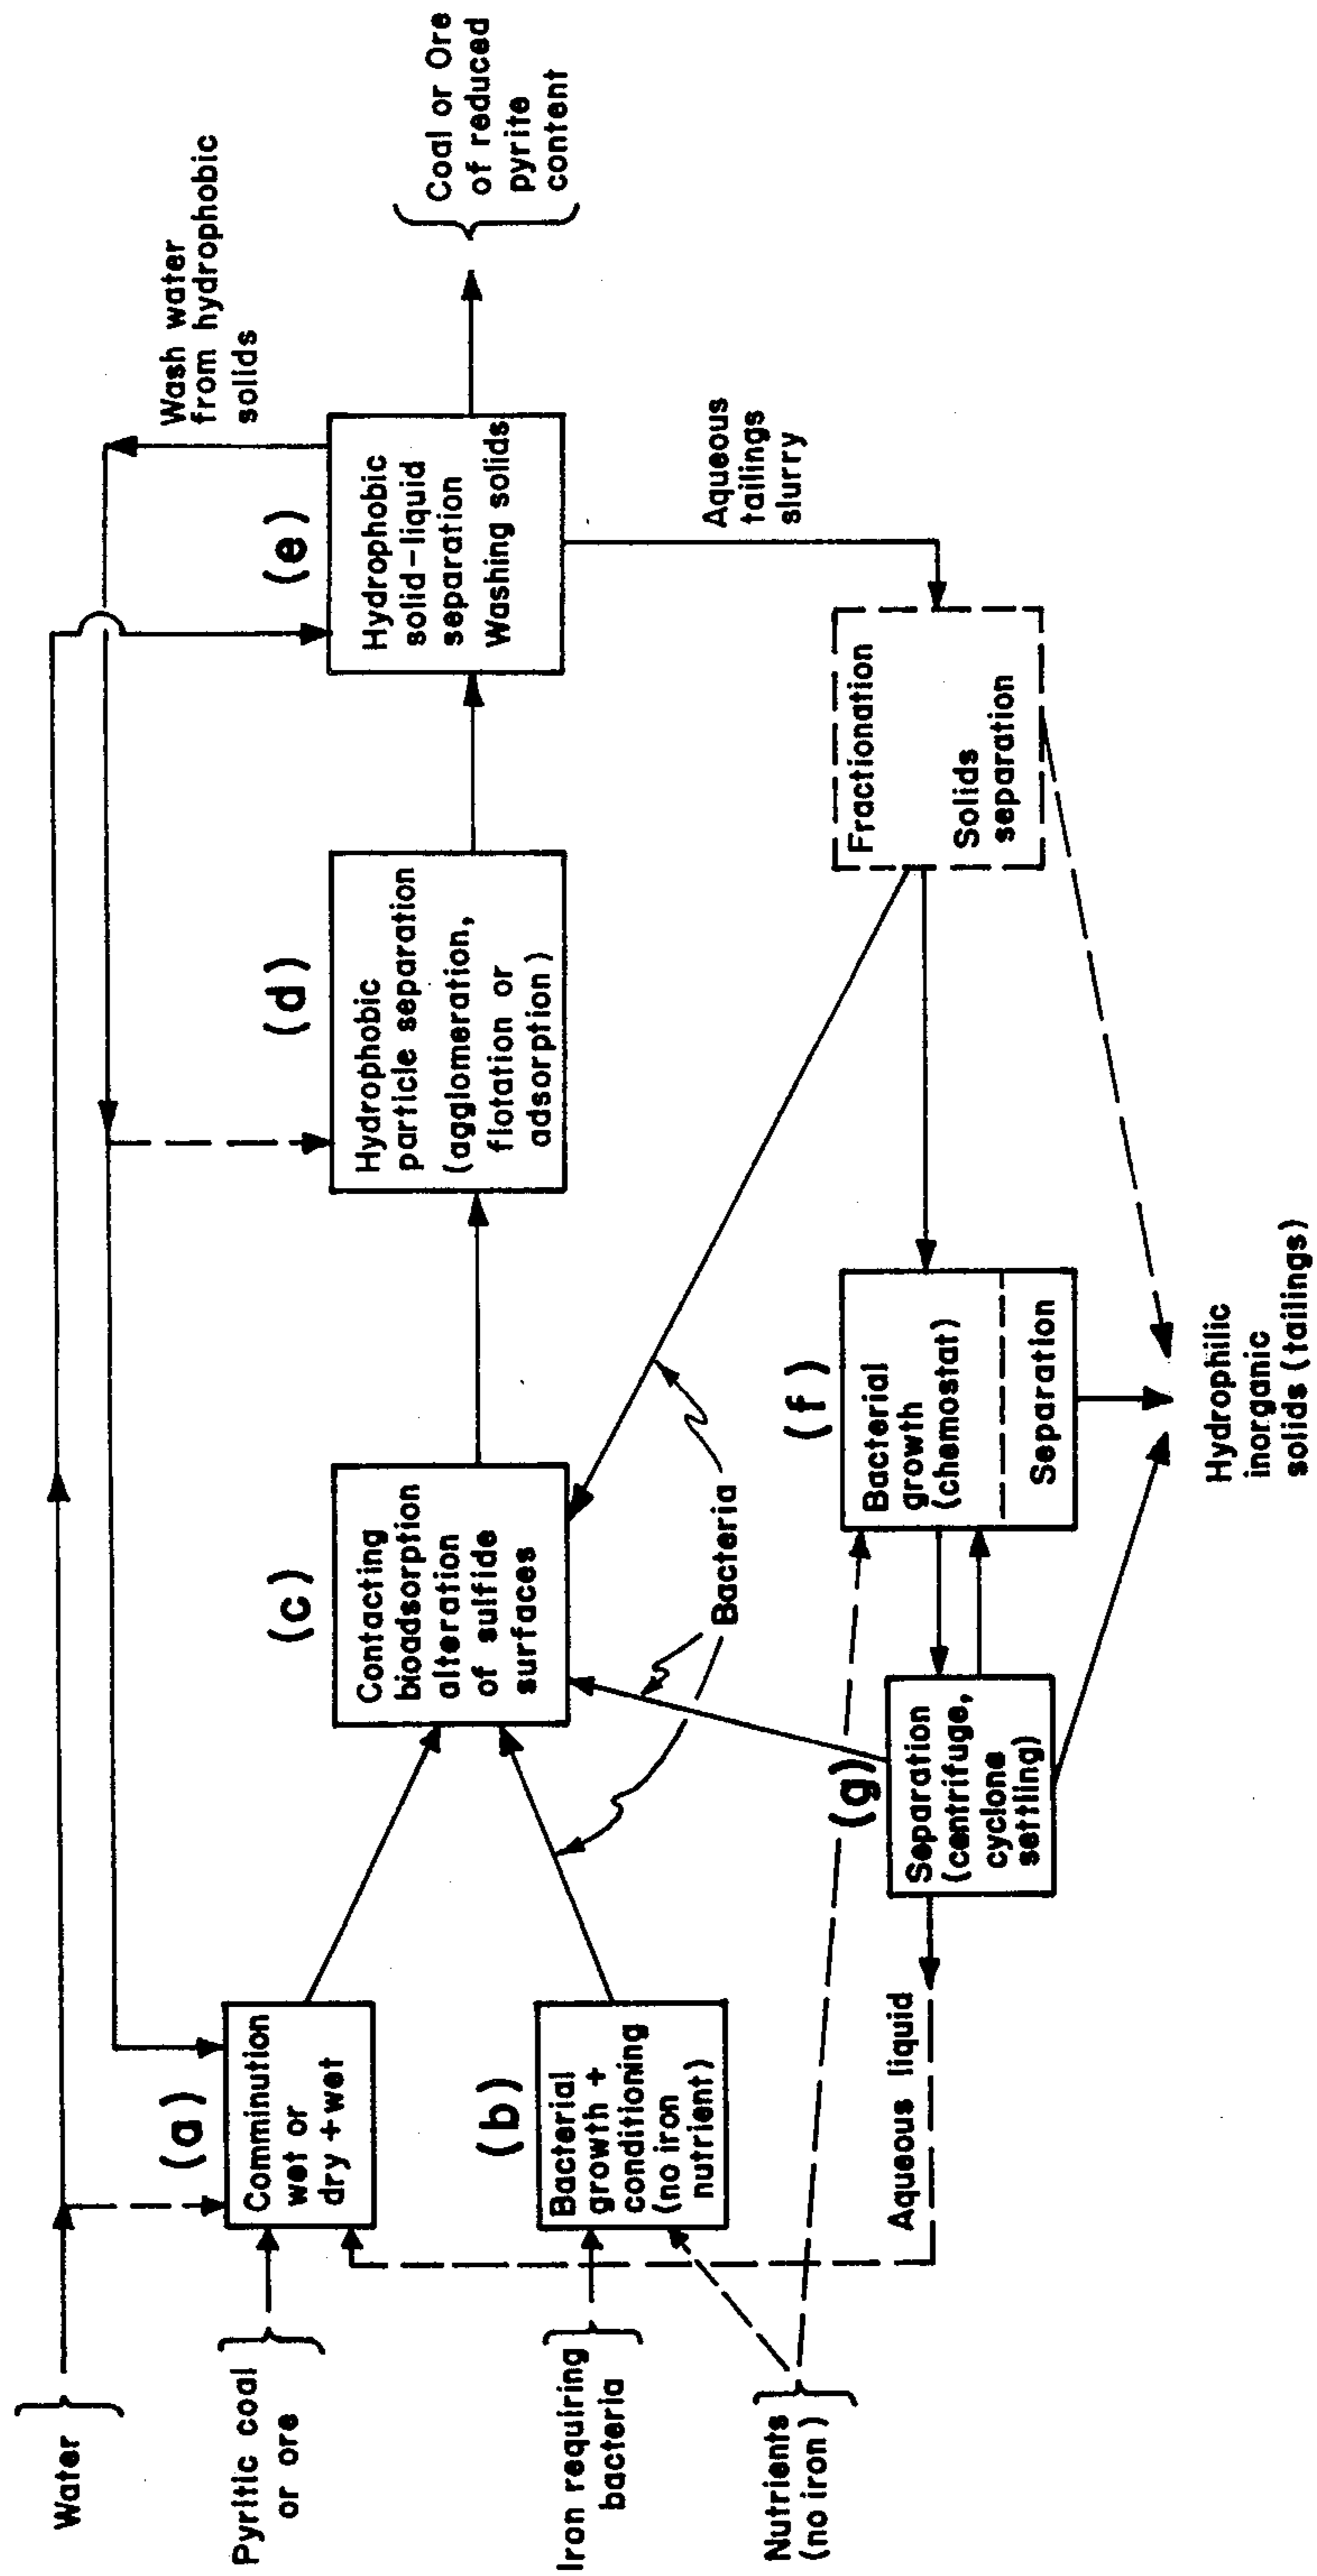 Water
Pyritic coal
or ore
Iron requiring
bacteria
Nutrients
(no iron)
(a)
Comminution
wet or
dry + wet
(b)
Bacterial
growth +
conditioning
(no iron
nutrient)
Aqueous liquid
(c)
Contacting
bioadsorption
alteration
of sulfide
surfaces
Bacteria
(g)
Separation
(centrifuge,
cyclone
settling)
(d)
Hydrophobic
particle separation
(agglomeration,
flotation or
adsorption)
(f)
Bacterial
growth
(chemostat)
Separation
Hydrophilic
inorganic
solids (tailings)
(e)
Hydrophobic
solid-liquid
separation
Washing solids
Fractionation
Solids
separation
Aqueous
tailings
slurry
Wash water
from hydrophobic
solids
Coal or Ore
of reduced
pyrite
content